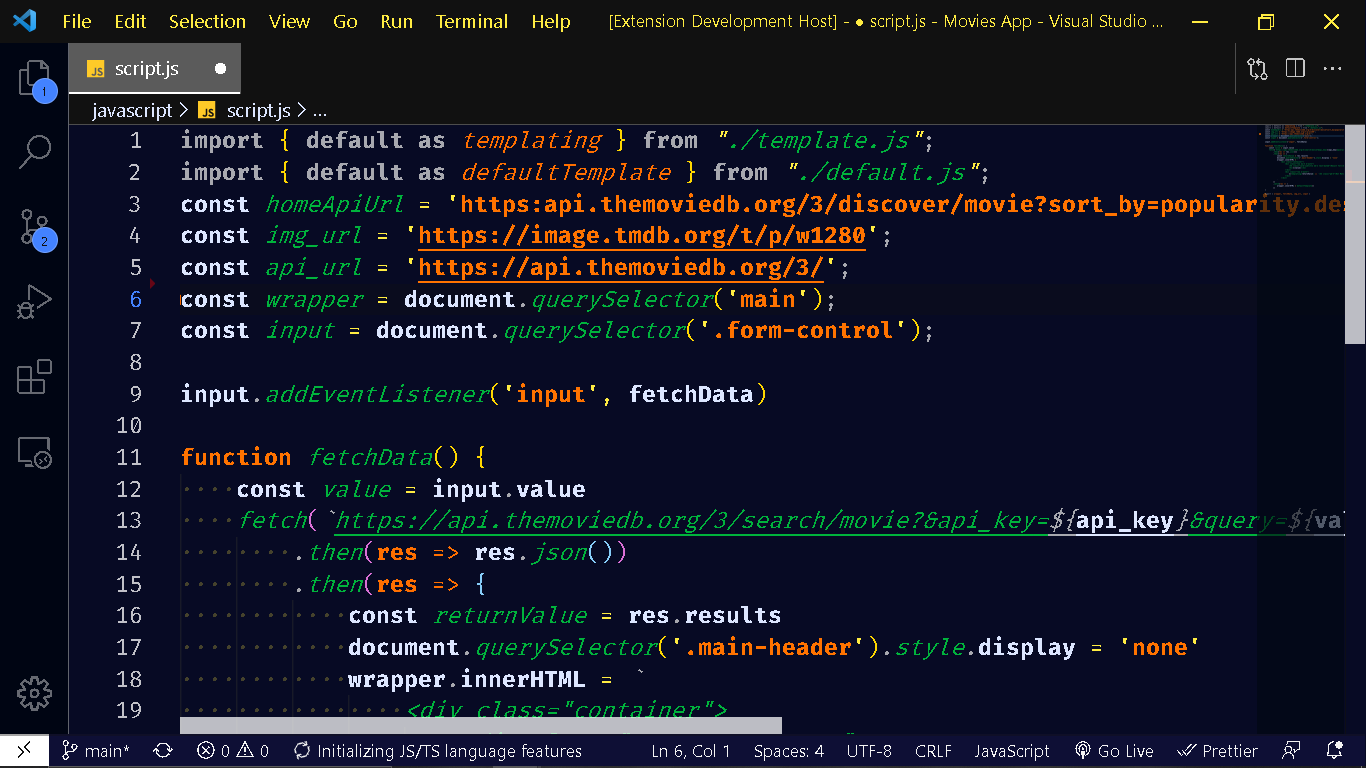 File Edit Selection View Go Run Terminal Help [Extension Development Host] - ● script.js - Movies App - Visual Studio ...
JS script.js ●
1
2
javascript > JS script.js > ...
1 import { default as templating } from "./template.js";
2 import { default as defaultTemplate } from "./default.js";
3 const homeApiUrl = 'https:api.themoviedb.org/3/discover/movie?sort_by=popularity.des
4 const img_url = 'https://image.tmdb.org/t/p/w1280';
5 const api_url = 'https://api.themoviedb.org/3/';
6 const wrapper = document.querySelector('main');
7 const input = document.querySelector('.form-control');
8
9 input.addEventListener('input', fetchData)
10
11 function fetchData() {
12 ····const value = input.value
13 ····fetch(`https://api.themoviedb.org/3/search/movie?&api_key=${api_key}&query=${va
14 ········.then(res => res.json())
15 ········.then(res => {
16 ············const returnValue = res.results
17 ············document.querySelector('.main-header').style.display = 'none'
18 ············wrapper.innerHTML = `
19 ················<div class="container">
main* 0 0 Initializing JS/TS language features Ln 6, Col 1 Spaces: 4 UTF-8 CRLF JavaScript Go Live Prettier